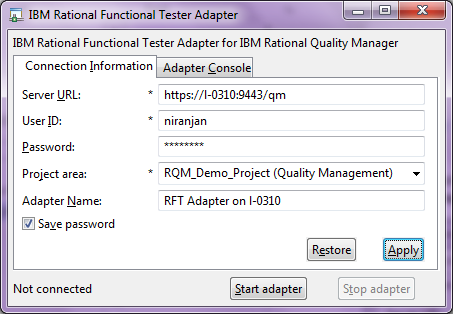 IBM Rational Functional Tester Adapter
IBM Rational Functional Tester Adapter for IBM Rational Quality Manager
Connection Information Adapter Console
Server URL: * https://I-0310:9443/qm
User ID: * niranjan
Password: ********
Project area: * RQM_Demo_Project (Quality Management)
Adapter Name: RFT Adapter on I-0310
Save password
Restore Apply
Not connected Start adapter Stop adapter